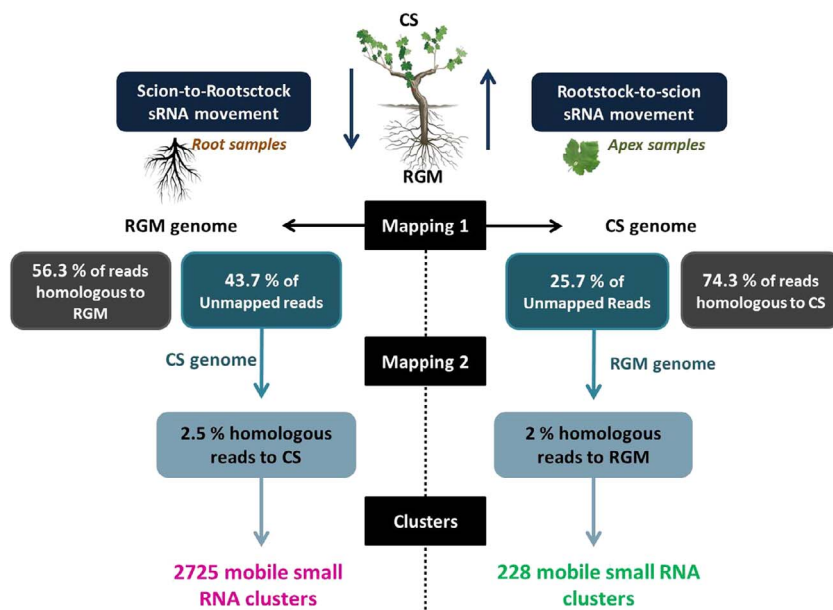 CS
Scion-to-Rootsctock
sRNA movement
Rootstock-to-scion
sRNA movement
Root samples
Apex samples
RGM
RGM genome
Mapping 1
CS genome
56.3 % of reads
homologous to
RGM
43.7 % of
Unmapped reads
25.7 % of
Unmapped Reads
74.3 % of reads
homologous to CS
CS genome
Mapping 2
RGM genome
2.5 % homologous
reads to CS
2 % homologous
reads to RGM
Clusters
2725 mobile small
RNA clusters
228 mobile small RNA
clusters